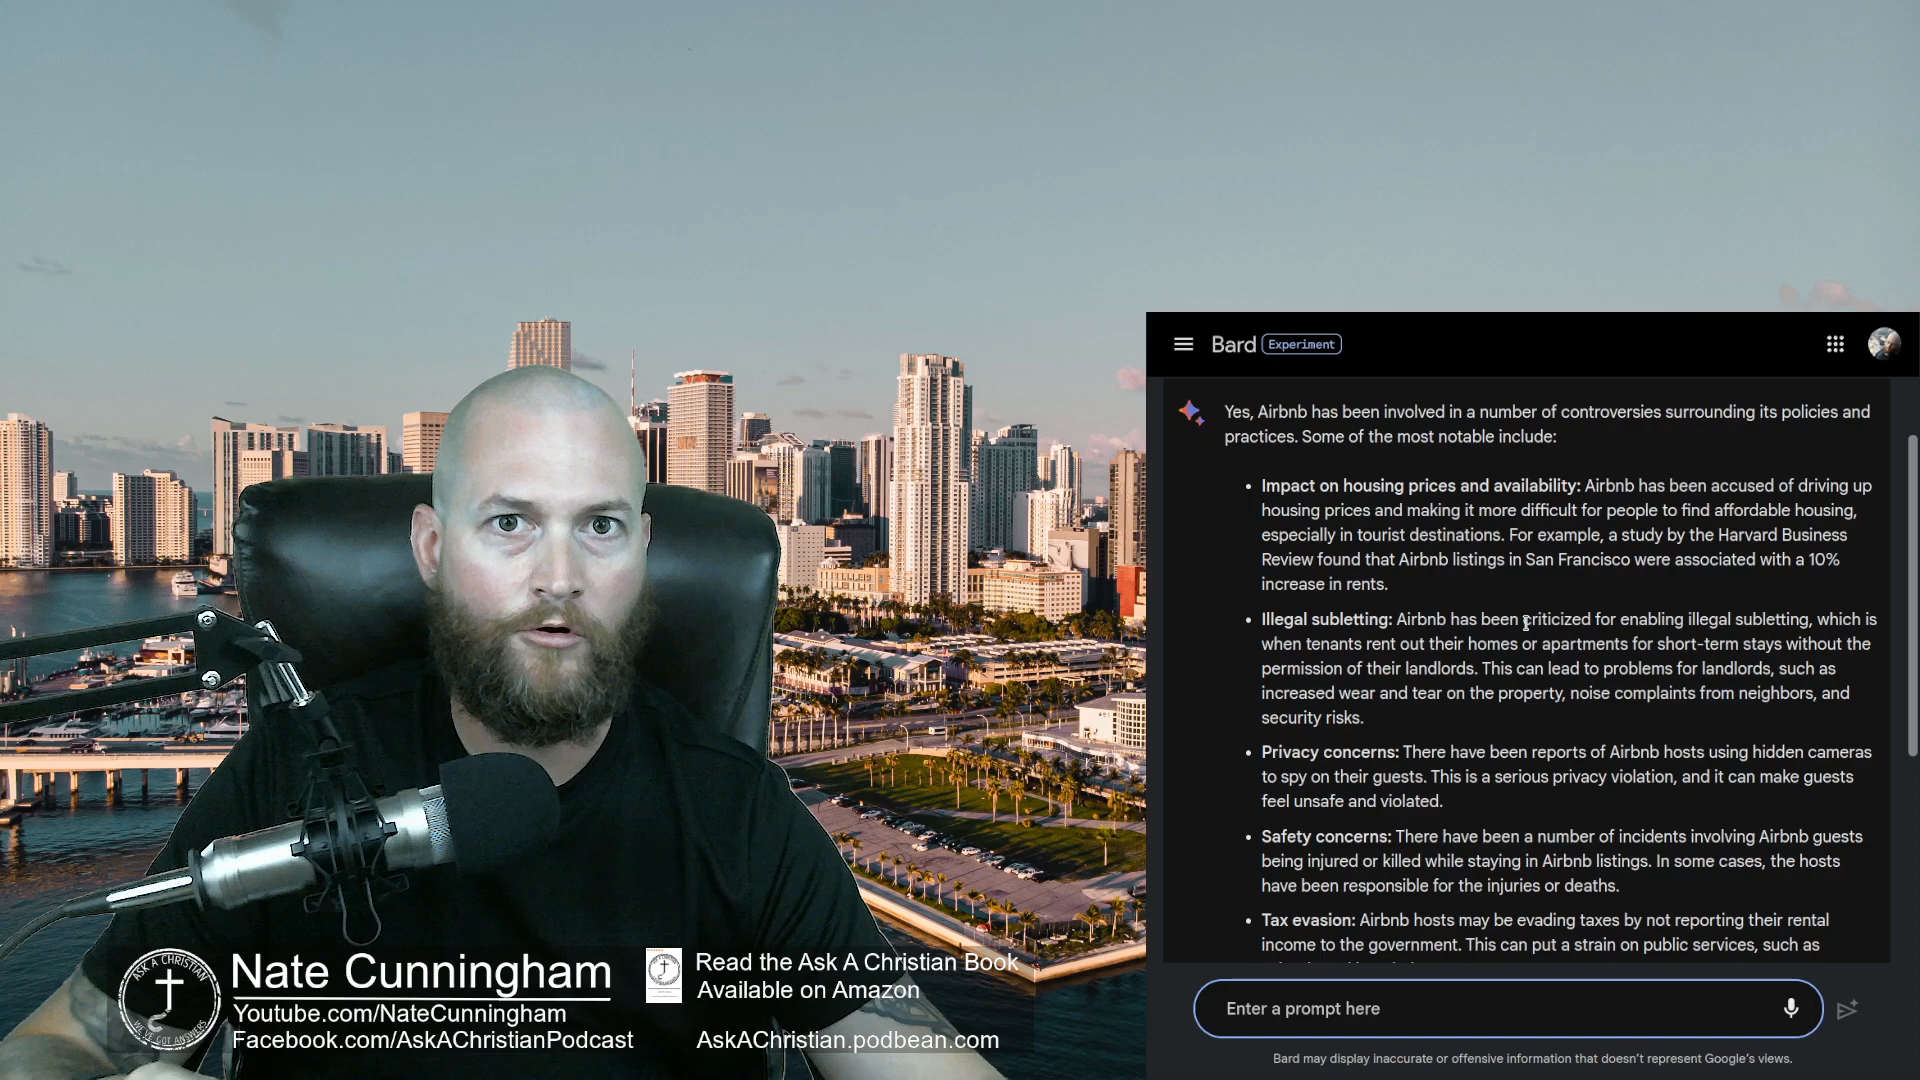 Bard Experiment
Yes, Airbnb has been involved in a number of controversies surrounding its policies and
practices. Some of the most notable include:
• Impact on housing prices and availability: Airbnb has been accused of driving up
housing prices and making it more difficult for people to find affordable housing,
especially in tourist destinations. For example, a study by the Harvard Business
Review found that Airbnb listings in San Francisco were associated with a 10%
increase in rents.
• Illegal subletting: Airbnb has been criticized for enabling illegal subletting, which is
when tenants rent out their homes or apartments for short-term stays without the
permission of their landlords. This can lead to problems for landlords, such as
increased wear and tear on the property, noise complaints from neighbors, and
security risks.
• Privacy concerns: There have been reports of Airbnb hosts using hidden cameras
to spy on their guests. This is a serious privacy violation, and it can make guests
feel unsafe and violated.
• Safety concerns: There have been a number of incidents involving Airbnb guests
being injured or killed while staying in Airbnb listings. In some cases, the hosts
have been responsible for the injuries or deaths.
• Tax evasion: Airbnb hosts may be evading taxes by not reporting their rental
income to the government. This can put a strain on public services, such as
Enter a prompt here
Bard may display inaccurate or offensive information that doesn't represent Google's views.
ASK A CHRISTIAN
WE'VE GOT ANSWERS
Nate Cunningham
Youtube.com/NateCunningham
Facebook.com/AskAChristianPodcast
Read the Ask A Christian Book
Available on Amazon
AskAChristian.podbean.com